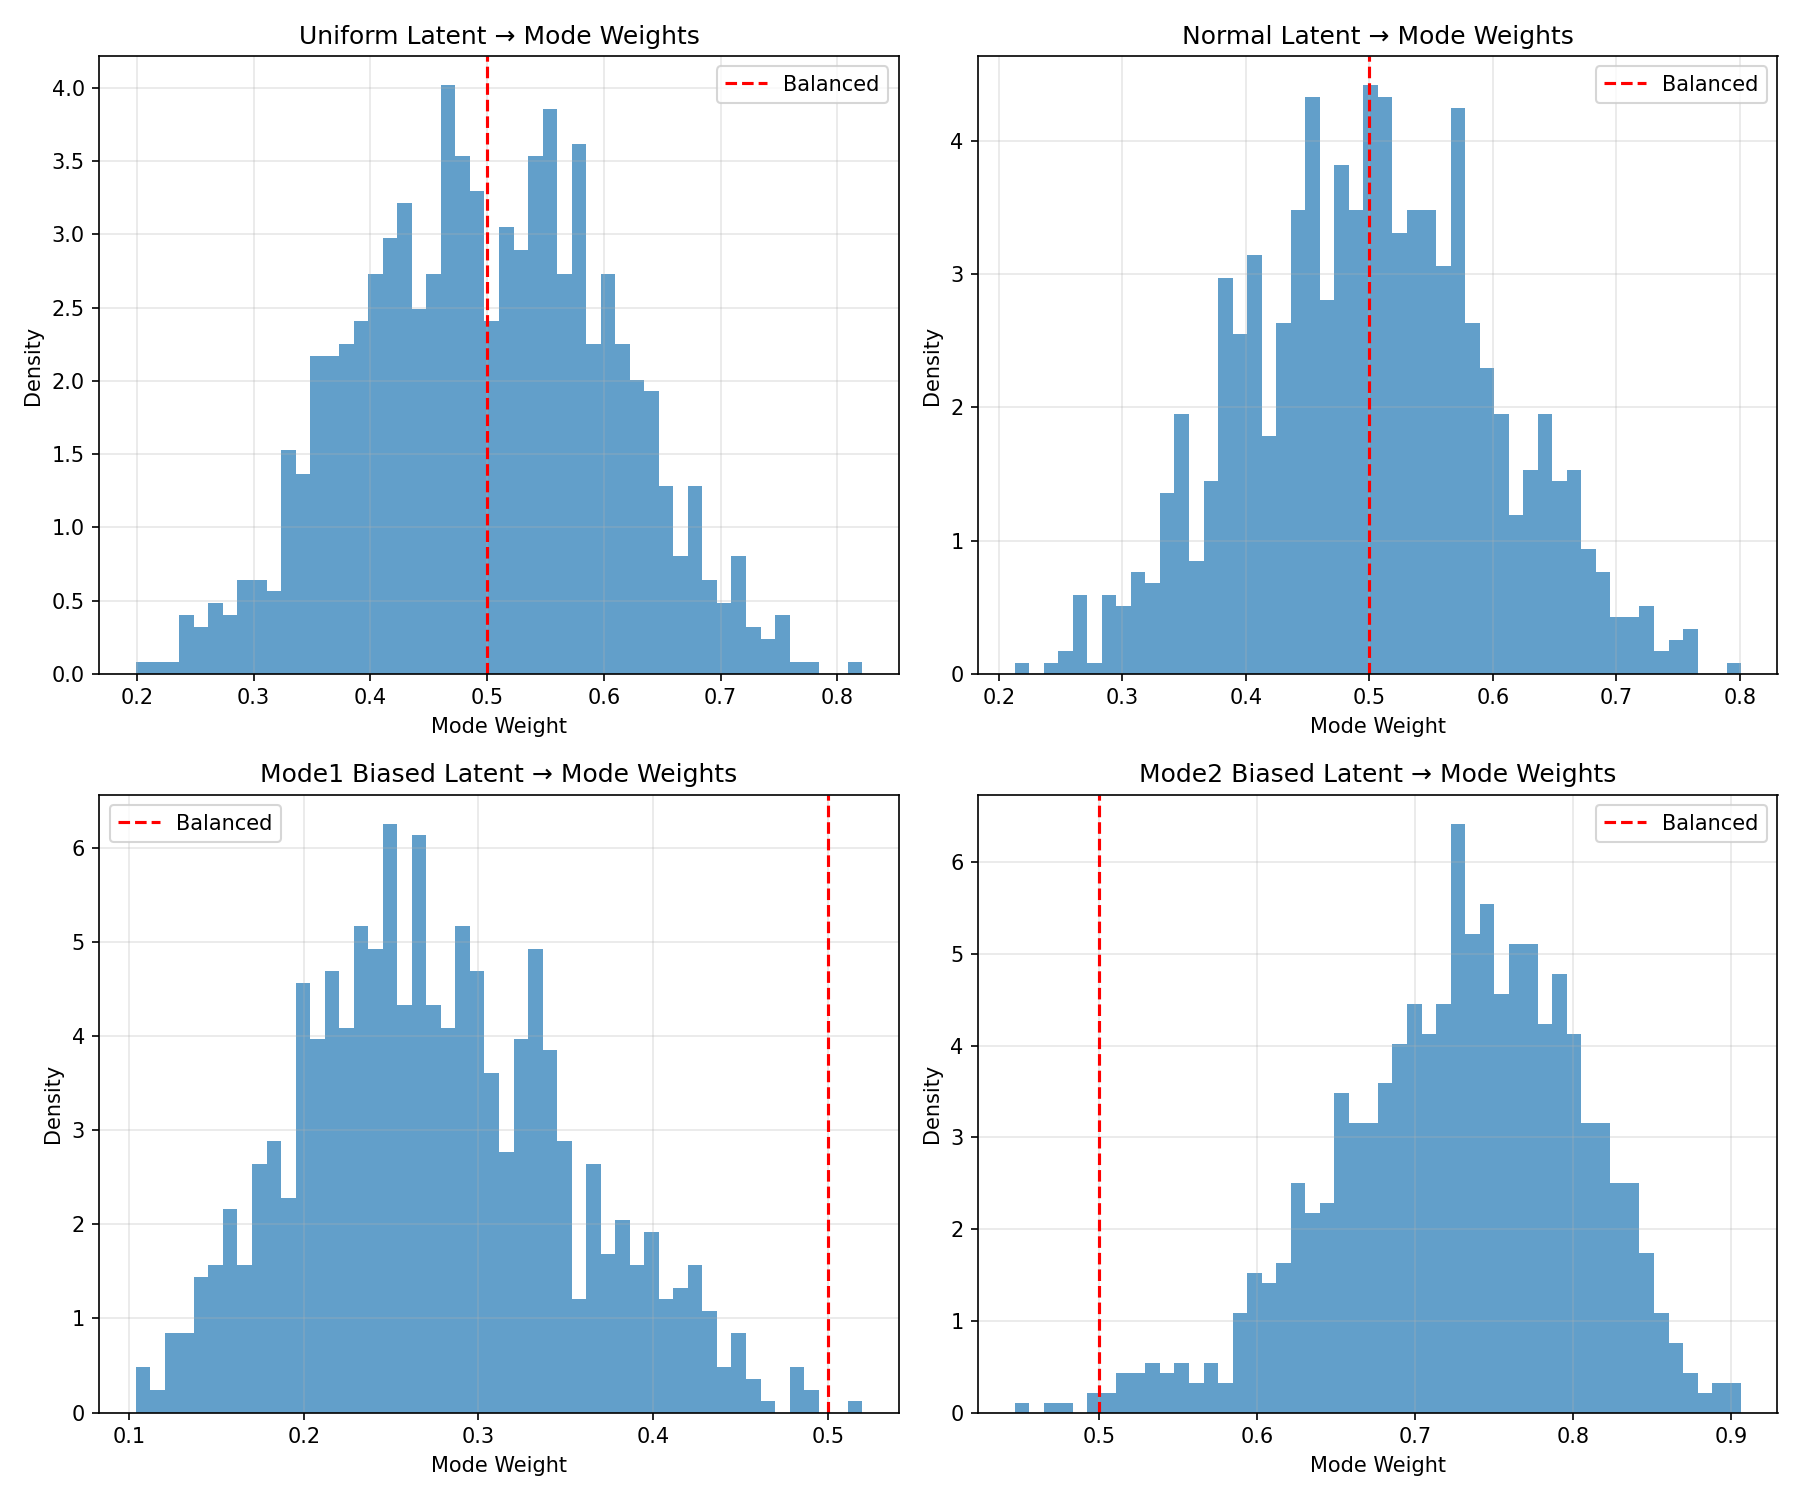 Uniform Latent → Mode Weights
Balanced
4.0
3.5
3.0
2.5
2.0
1.5
1.0
0.5
0.0
Density
0.2 0.3 0.4 0.5 0.6 0.7 0.8
Mode Weight
Normal Latent → Mode Weights
Balanced
4
3
2
1
0
Density
0.2 0.3 0.4 0.5 0.6 0.7 0.8
Mode Weight
Mode1 Biased Latent → Mode Weights
Balanced
6
5
4
3
2
1
0
Density
0.1 0.2 0.3 0.4 0.5
Mode Weight
Mode2 Biased Latent → Mode Weights
Balanced
6
5
4
3
2
1
0
Density
0.5 0.6 0.7 0.8 0.9
Mode Weight